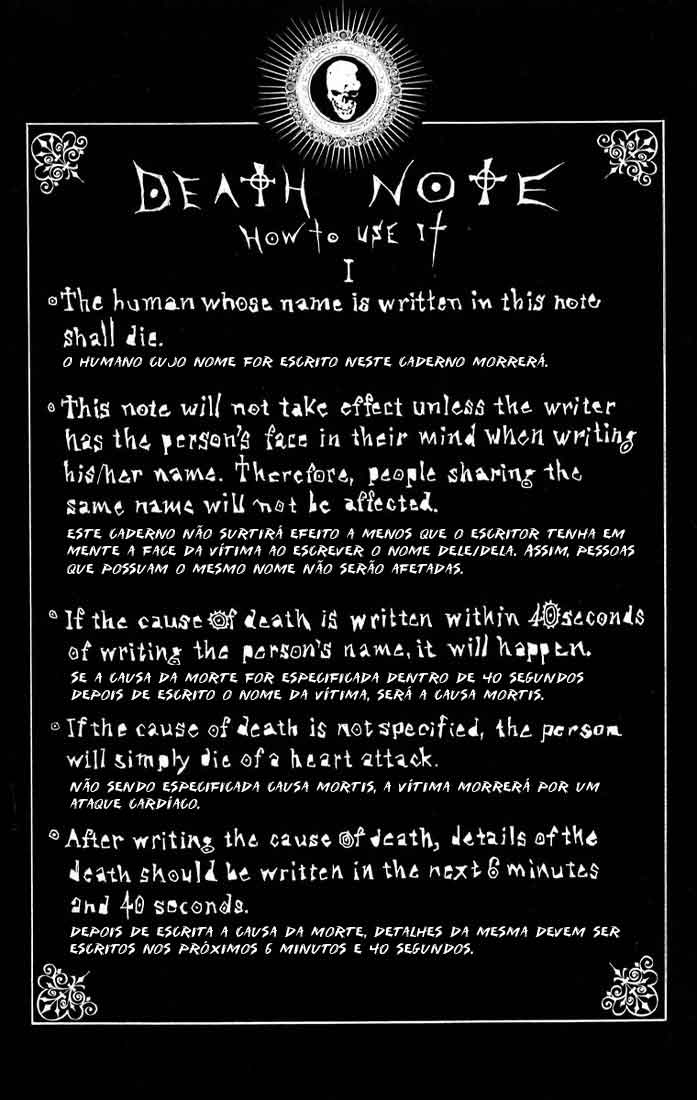 DEATH NOTE
HOW to USE It
I
The human whose name is written in this note
shall die.
O HUMANO CUJO NOME FOR ESCRITO NESTE CADERNO MORRERÁ.
This note will not take effect unless the writer
has the person's face in their mind when writing
his/her name. Therefore, people sharing the
same name will not be affected.
ESTE CADERNO NÃO SURTIRÁ EFEITO A MENOS QUE O ESCRITOR TENHA EM
MENTE A FACE DA VÍTIMA AO ESCREVER O NOME DELE/DELA. ASSIM, PESSOAS
QUE POSSUAM O MESMO NOME NÃO SERÃO AFETADAS.
If the cause of death is written within 40 seconds
of writing the person's name, it will happen.
SE A CAUSA DA MORTE FOR ESPECIFICADA DENTRO DE 40 SEGUNDOS
DEPOIS DE ESCRITO O NOME DA VÍTIMA, SERÁ A CAUSA MORTIS.
If the cause of death is not specified, the person
will simply die of a heart attack.
NÃO SENDO ESPECIFICADA CAUSA MORTIS, A VÍTIMA MORRERÁ POR UM
ATAQUE CARDÍACO.
After writing the cause of death, details of the
death should be written in the next 6 minutes
and 40 seconds.
DEPOIS DE ESCRITA A CAUSA DA MORTE, DETALHES DA MESMA DEVEM SER
ESCRITOS NOS PRÓXIMOS 6 MINUTOS E 40 SEGUNDOS.